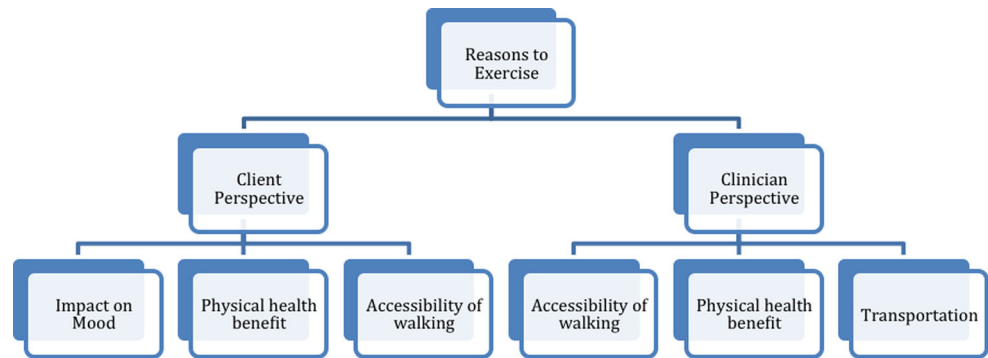 Reasons to
Exercise
Client
Perspective
Clinician
Perspective
Impact on
Mood
Physical health
benefit
Accessibility of
walking
Accessibility of
walking
Physical health
benefit
Transportation